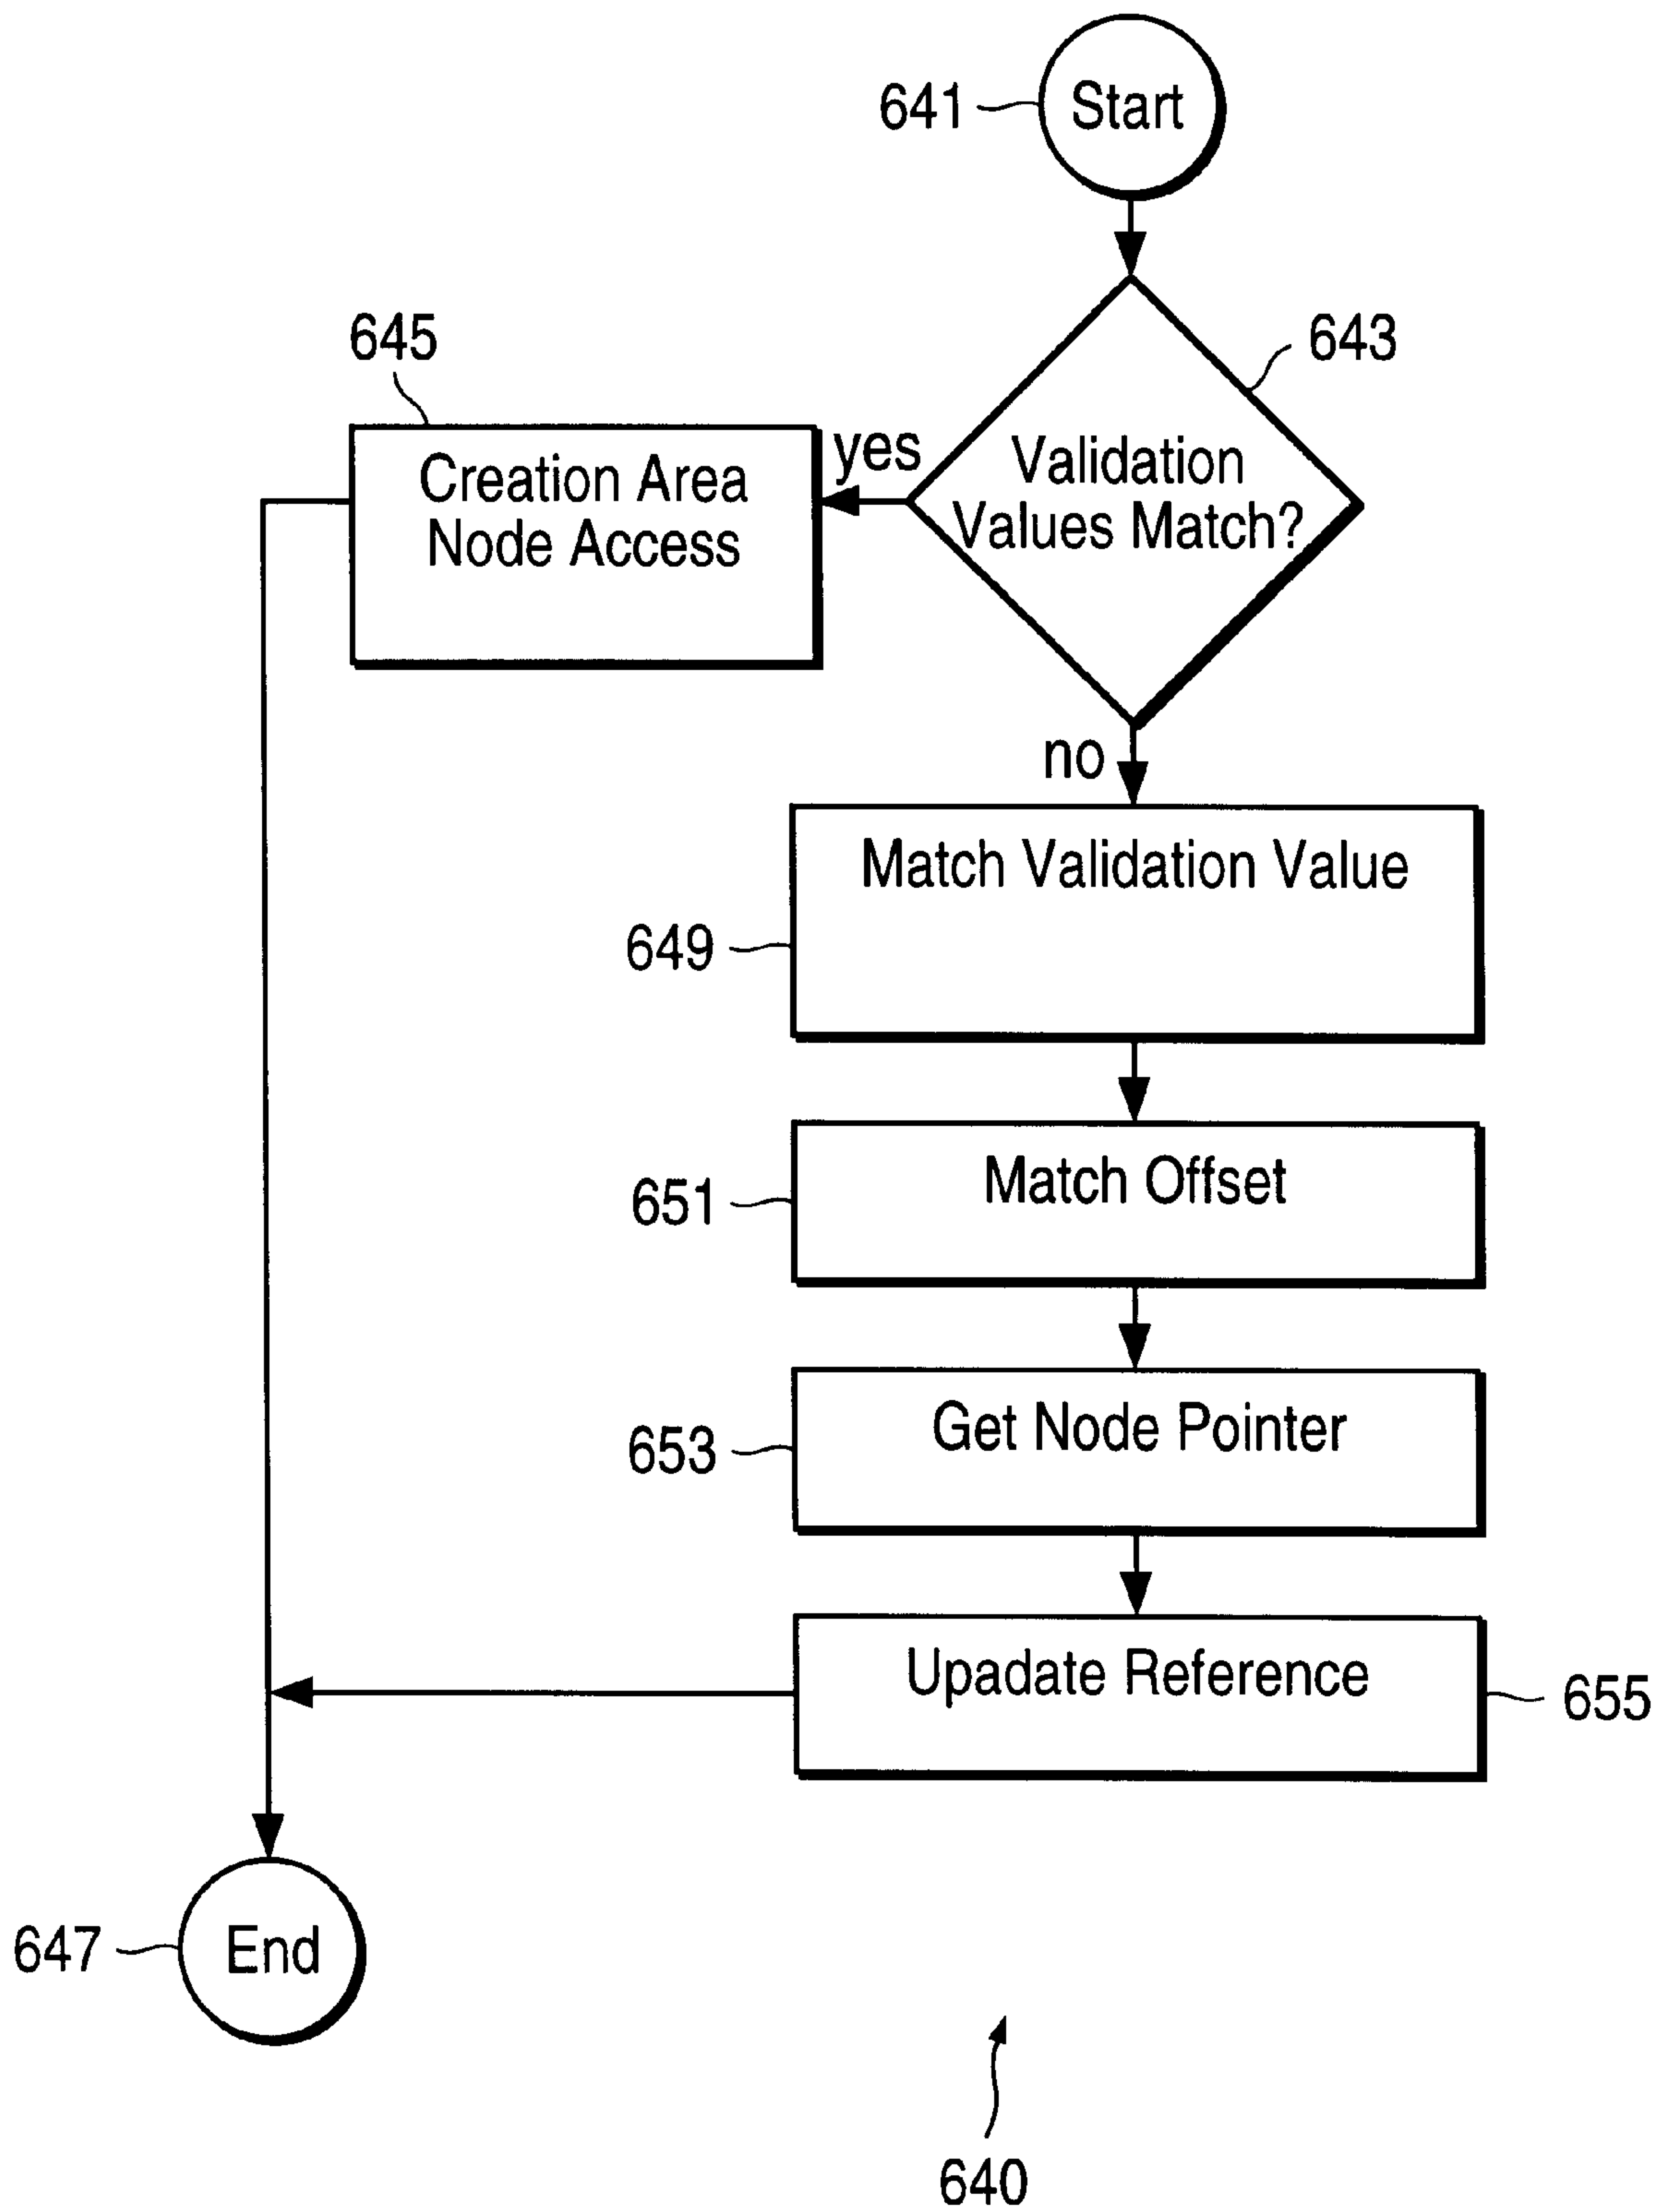 641
Start
645
643
yes
Creation Area
Node Access
Validation
Values Match?
no
Match Validation Value
649
Match Offset
651
Get Node Pointer
653
Upadate Reference
655
647
End
640